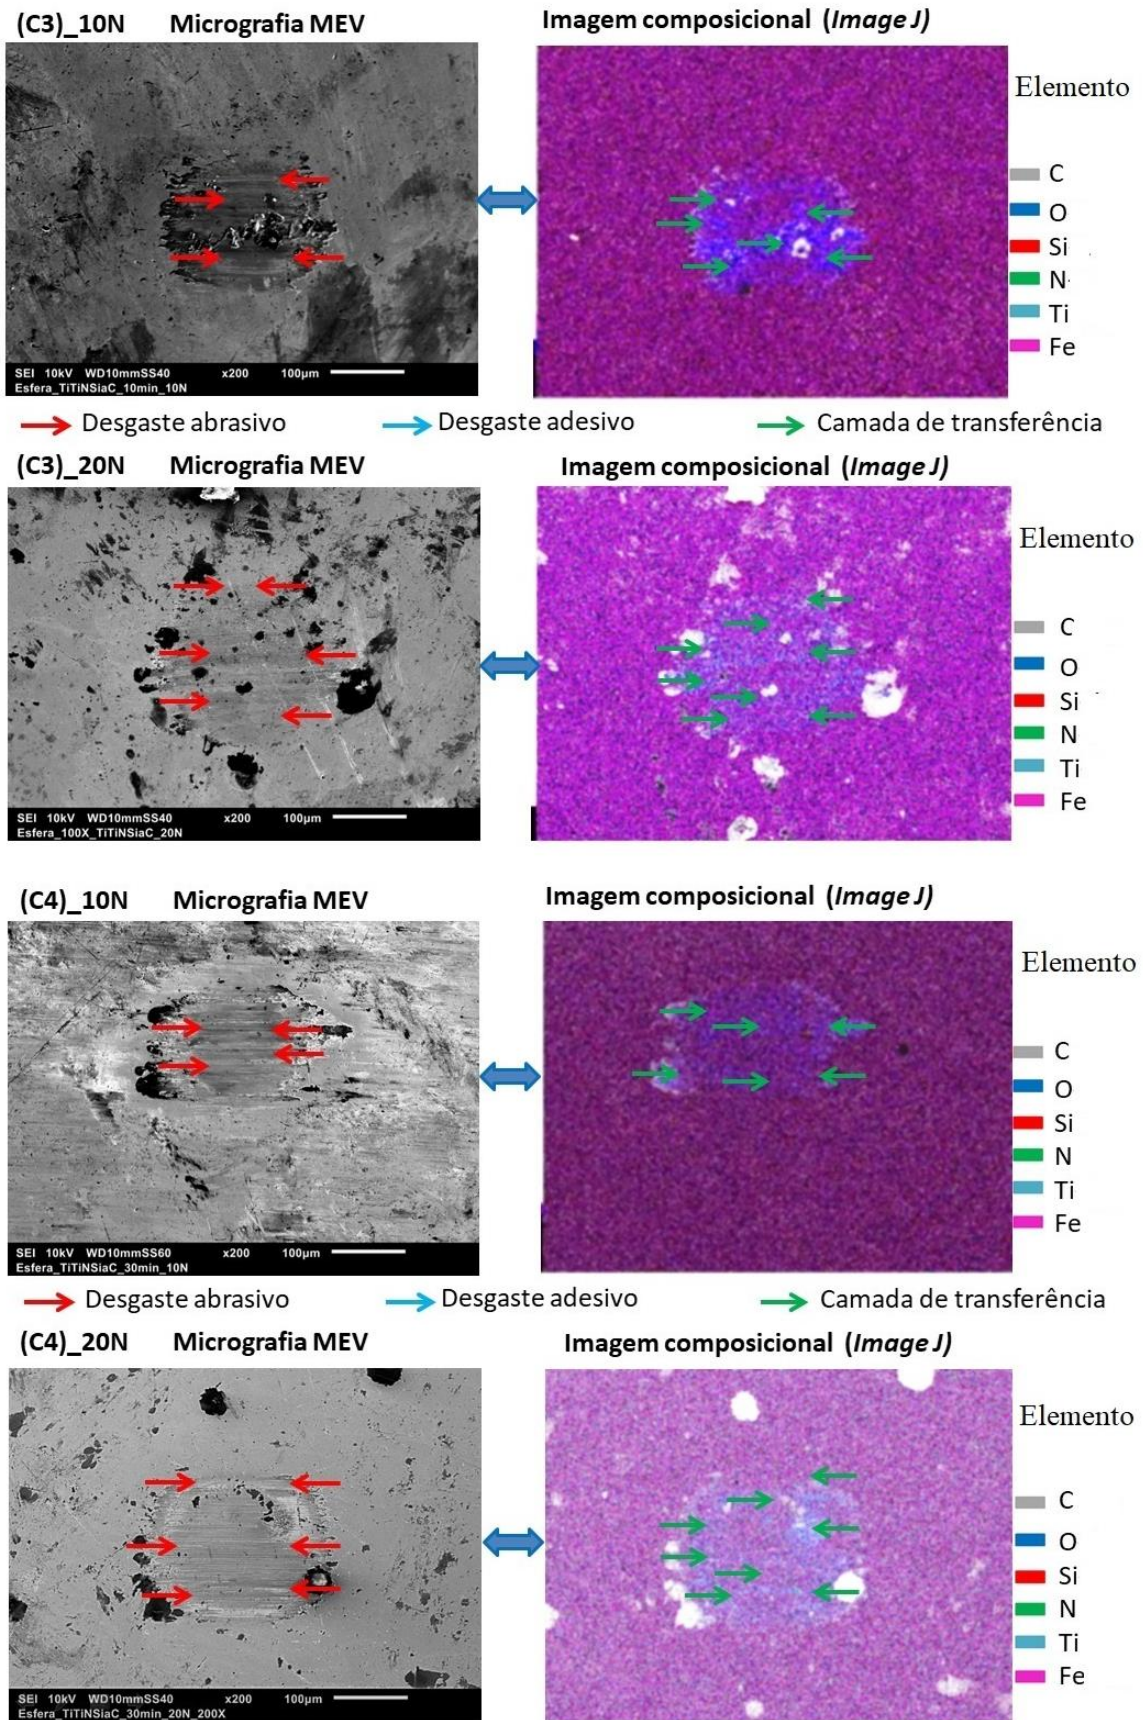 (C3)_10N Micrografia MEV Imagem composicional (Image J)
Elemento
C
O
Si
N
Ti
Fe
SEI 10kV WD10mmSS40 x200 100µm
Esfera_TiTiNSiaC_10min_10N
Desgaste abrasivo Desgaste adesivo Camada de transferência
(C3)_20N Micrografia MEV Imagem composicional (Image J)
Elemento
C
O
Si
N
Ti
Fe
SEI 10kV WD10mmSS40 x200 100µm
Esfera_100X_TiTiNSiaC_20N
(C4)_10N Micrografia MEV Imagem composicional (Image J)
Elemento
C
O
Si
N
Ti
Fe
SEI 10kV WD10mmSS60 x200 100µm
Esfera_TiTiNSiaC_30min_10N
Desgaste abrasivo Desgaste adesivo Camada de transferência
(C4)_20N Micrografia MEV Imagem composicional (Image J)
Elemento
C
O
Si
N
Ti
Fe
SEI 10kV WD10mmSS40 x200 100µm
Esfera_TiTiNSiaC_30min_20N_200X